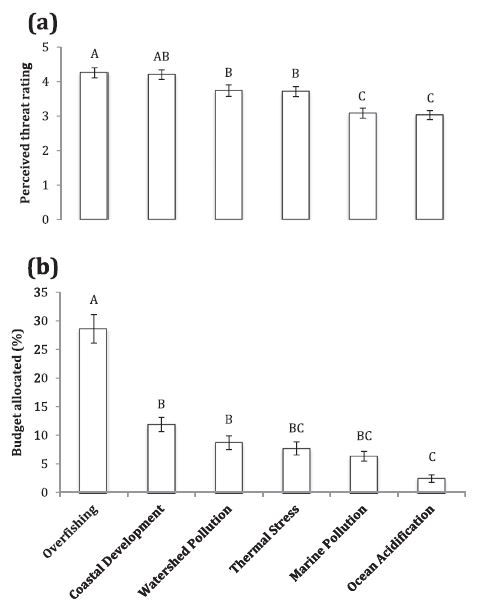 (a)
Perceived threat rating
5
4
3
2
1
0
A
AB
B
B
C
C
(b)
Budget allocated (%)
35
30
25
20
15
10
5
0
A
B
B
BC
BC
C
Overfishing
Coastal Development
Watershed Pollution
Thermal Stress
Marine Pollution
Ocean Acidification